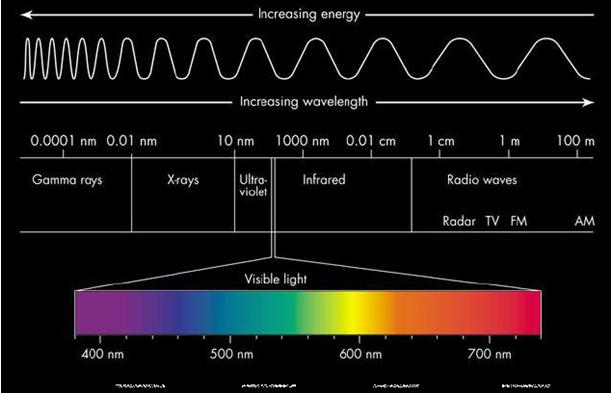 Increasing energy
Increasing wavelength
0.0001 nm 0.01 nm 10 nm 1000 nm 0.01 cm 1 cm 1 m 100 m
Gamma rays X-rays Ultra- Infrared Radio waves
violet
Radar TV FM AM
Visible light
400 nm 500 nm 600 nm 700 nm